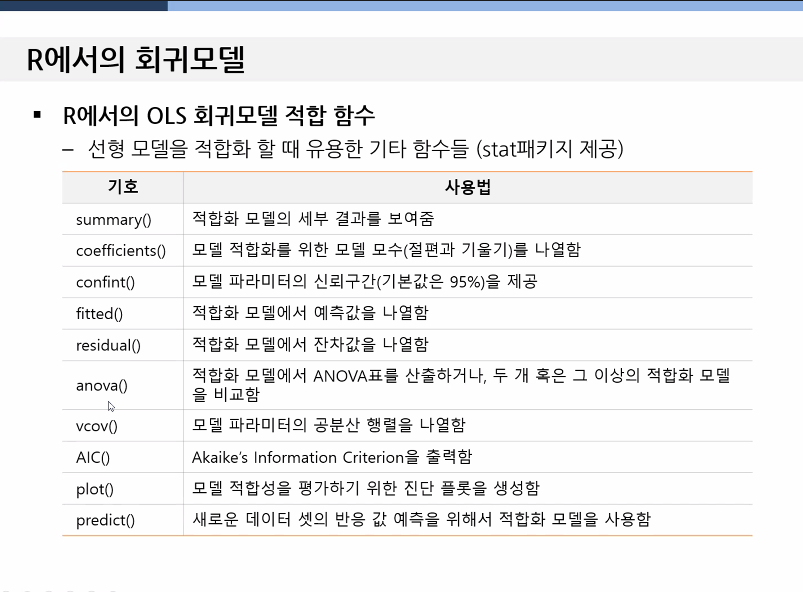 R에서의 회귀모델
▪ R에서의 OLS 회귀모델 적합 함수
– 선형 모델을 적합화 할 때 유용한 기타 함수들 (stat패키지 제공)
기호 사용법
summary() 적합화 모델의 세부 결과를 보여줌
coefficients() 모델 적합화를 위한 모델 모수(절편과 기울기)를 나열함
confint() 모델 파라미터의 신뢰구간(기본값은 95%)을 제공
fitted() 적합화 모델에서 예측값을 나열함
residual() 적합화 모델에서 잔차값을 나열함
anova() 적합화 모델에서 ANOVA표를 산출하거나, 두 개 혹은 그 이상의 적합화 모델
을 비교함
vcov() 모델 파라미터의 공분산 행렬을 나열함
AIC() Akaike’s Information Criterion을 출력함
plot() 모델 적합성을 평가하기 위한 진단 플롯을 생성함
predict() 새로운 데이터 셋의 반응 값 예측을 위해서 적합화 모델을 사용함